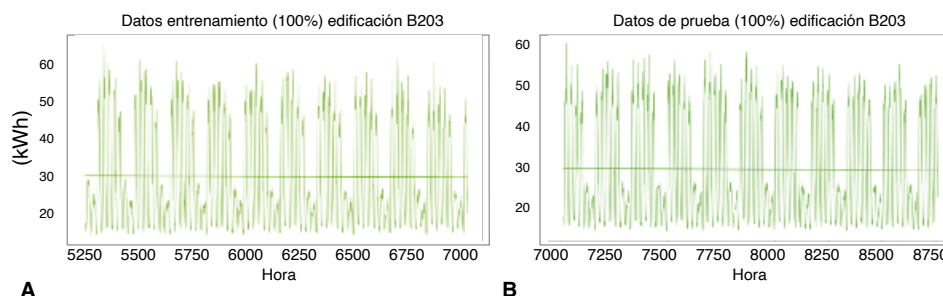 Datos entrenamiento (100%) edificación B203
(kWh)
60
50
40
30
20
5250 5500 5750 6000 6250 6500 6750 7000
Hora
A
Datos de prueba (100%) edificación B203
60
50
40
30
20
7000 7250 7500 7750 8000 8250 8500 8750
Hora
B